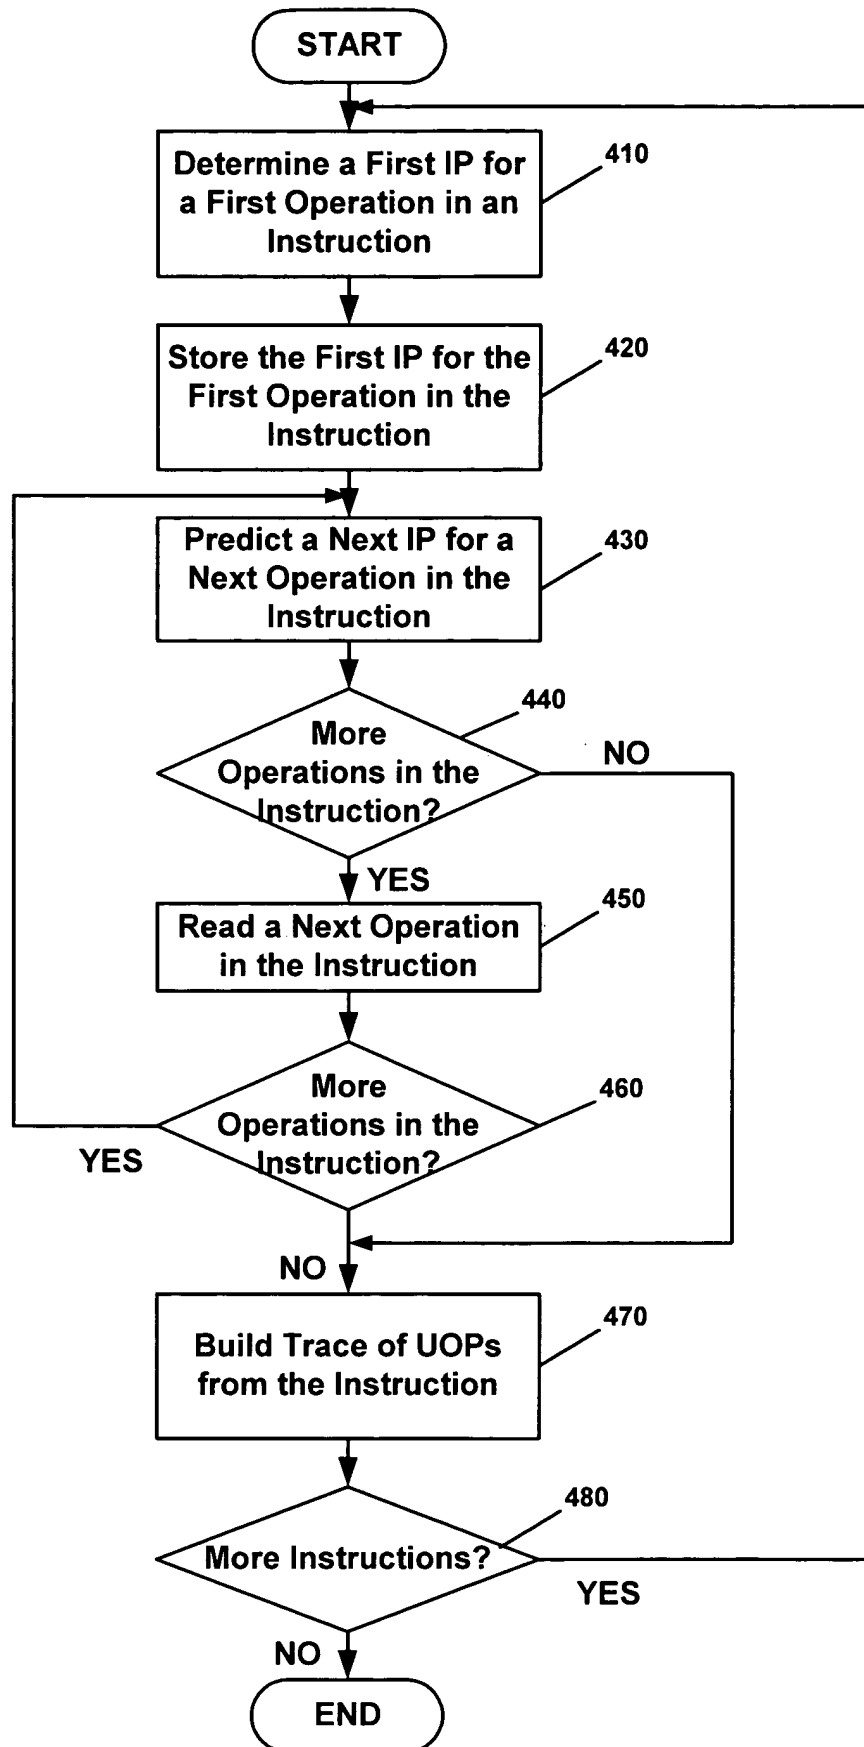 START
Determine a First IP for
a First Operation in an
Instruction
410
Store the First IP for the
First Operation in the
Instruction
420
Predict a Next IP for a
Next Operation in the
Instruction
430
More
Operations in the
Instruction?
440
NO
YES
Read a Next Operation
in the Instruction
450
More
Operations in the
Instruction?
460
YES
NO
Build Trace of UOPs
from the Instruction
470
More Instructions?
480
YES
NO
END